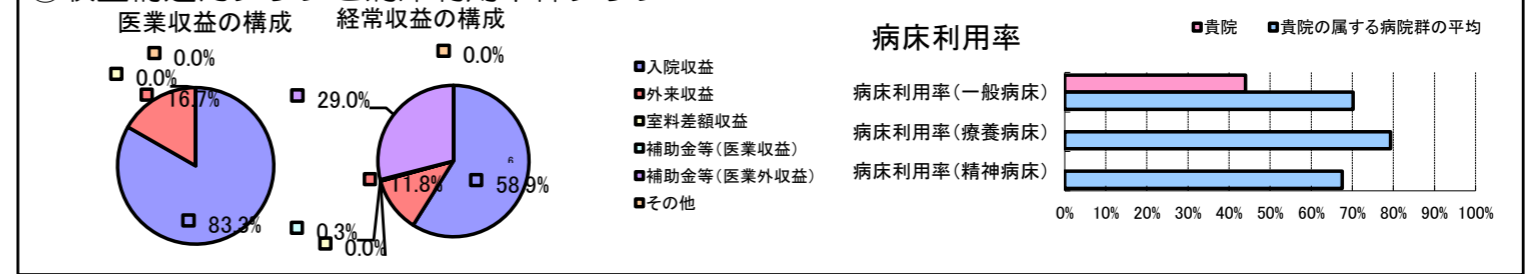 医業収益の構成
0.0%
0.0%
16.7%
83.3%
経常収益の構成
0.0%
29.0%
11.8%
58.9%
0.3%
0.0%
入院収益
外来収益
室料差額収益
補助金等(医業収益)
補助金等(医業外収益)
その他
病床利用率
貴院
貴院の属する病院群の平均
病床利用率(一般病床)
病床利用率(療養病床)
病床利用率(精神病床)
0% 10% 20% 30% 40% 50% 60% 70% 80% 90% 100%